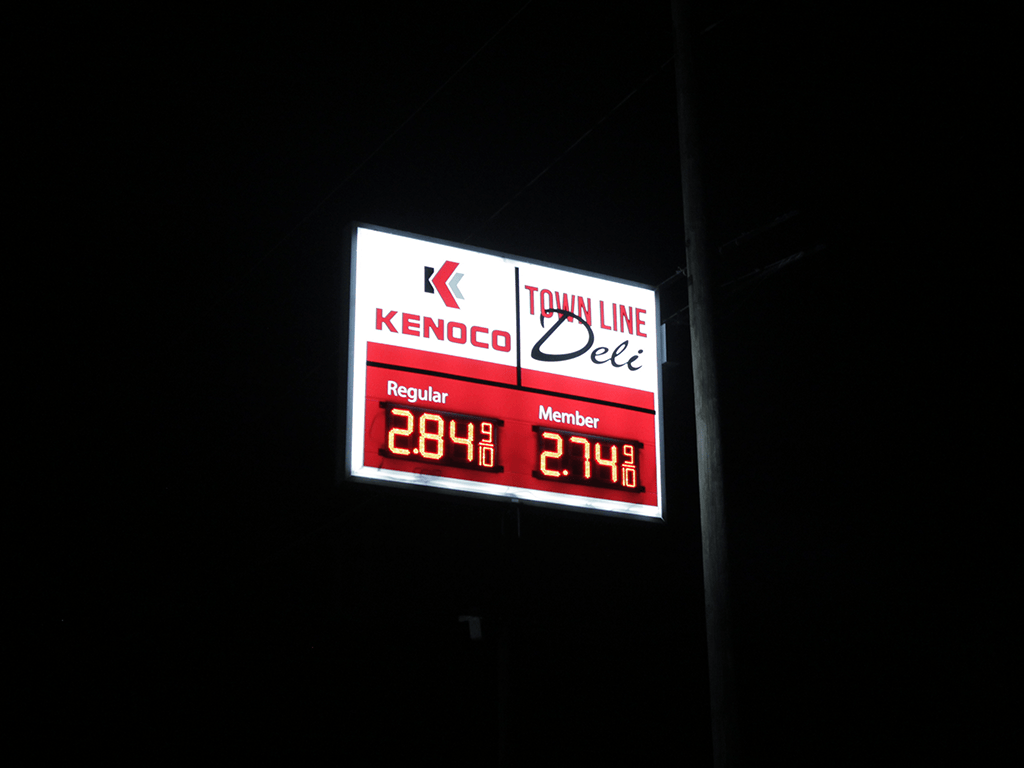 KENOCO
TOWN LINE
Deli
Regular
2.84 9/10
Member
2.74 9/10